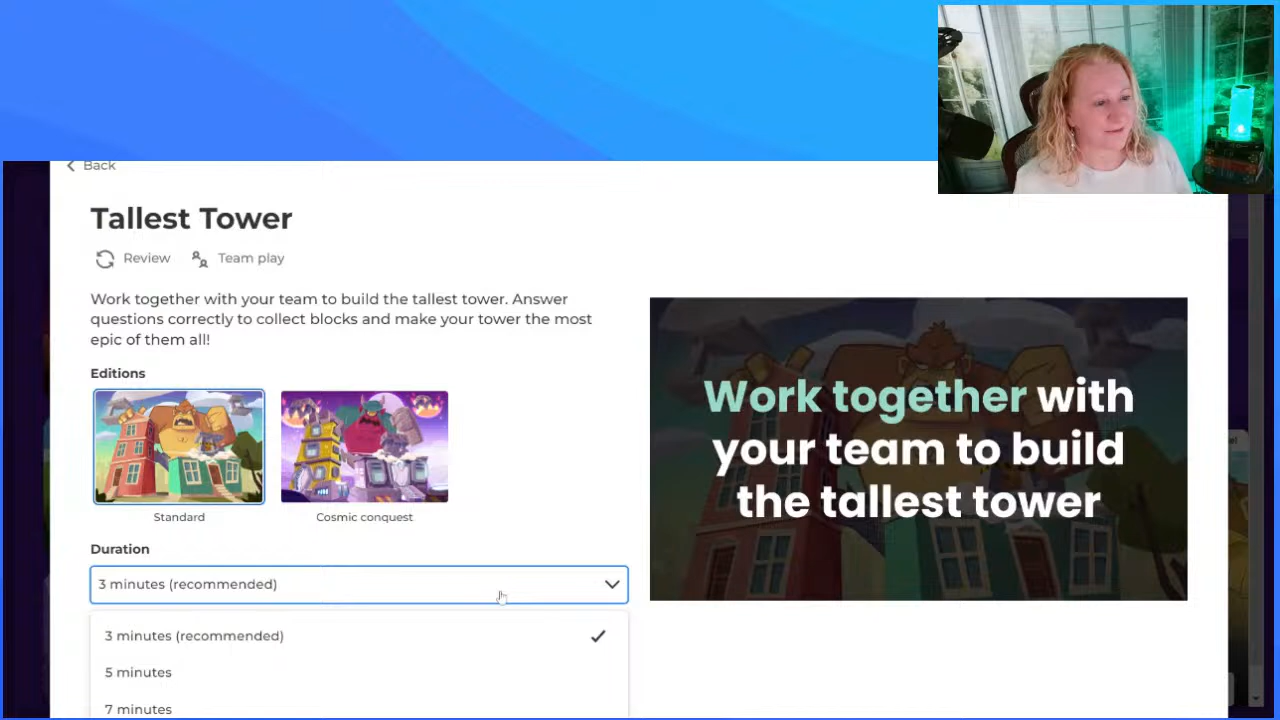 Back
Tallest Tower
Review
Team play
Work together with your team to build the tallest tower. Answer
questions correctly to collect blocks and make your tower the most
epic of them all!
Editions
Standard
Cosmic conquest
Duration
3 minutes (recommended)
3 minutes (recommended)
5 minutes
7 minutes
Work together with
your team to build
the tallest tower